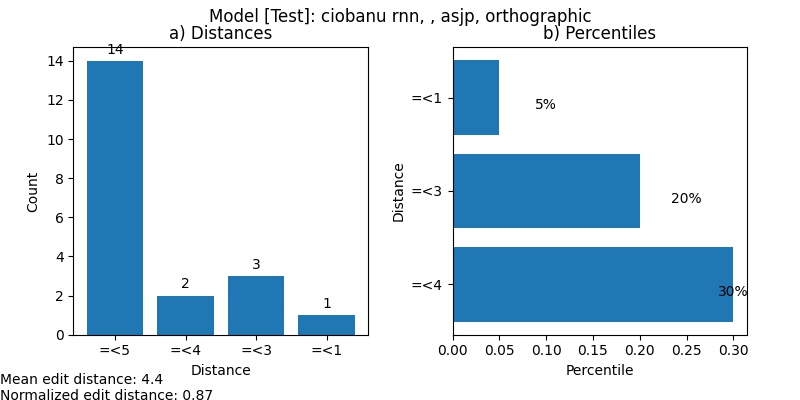 Model [Test]: ciobanu rnn, , asjp, orthographic
a) Distances
14
14
12
10
8
6
4
2
0
Count
2
3
1
=<5 =<4 =<3 =<1
Distance
b) Percentiles
=<1
5%
=<3
20%
=<4
30%
Distance
0.00 0.05 0.10 0.15 0.20 0.25 0.30
Percentile
Mean edit distance: 4.4
Normalized edit distance: 0.87